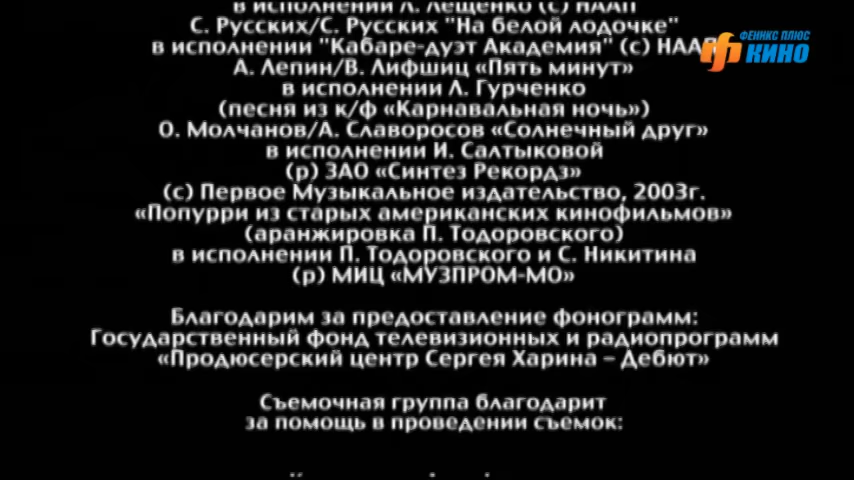 в исполнении Л. Лещенко (с) НААП
С. Русских/С. Русских "На белой лодочке"
в исполнении "Кабаре-дуэт Академия" (с) НААП
А. Лепин/В. Лифшиц «Пять минут»
в исполнении Л. Гурченко
(песня из к/ф «Карнавальная ночь»)
О. Молчанов/А. Славоросов «Солнечный друг»
в исполнении И. Салтыковой
(р) ЗАО «Синтез Рекордз»
(с) Первое Музыкальное издательство, 2003г.
«Попурри из старых американских кинофильмов»
(аранжировка П. Тодоровского)
в исполнении П. Тодоровского и С. Никитина
(р) МИЦ «МУЗПРОМ-МО»
Благодарим за предоставление фонограмм:
Государственный фонд телевизионных и радиопрограмм
«Продюсерский центр Сергея Харина – Дебют»
Съемочная группа благодарит
за помощь в проведении съемок:
ФЕНИКС ПЛЮС
КИНО